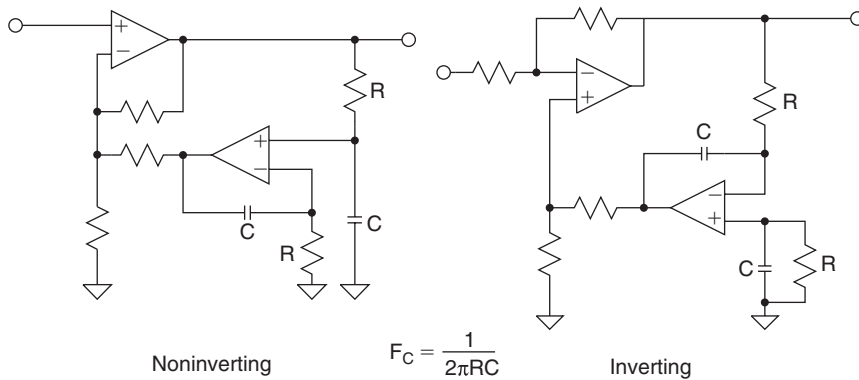 +
−
R
+
−
C
C
R
Noninverting
−
+
R
C
−
+
C
R
Inverting
F_C = 1 / 2πRC